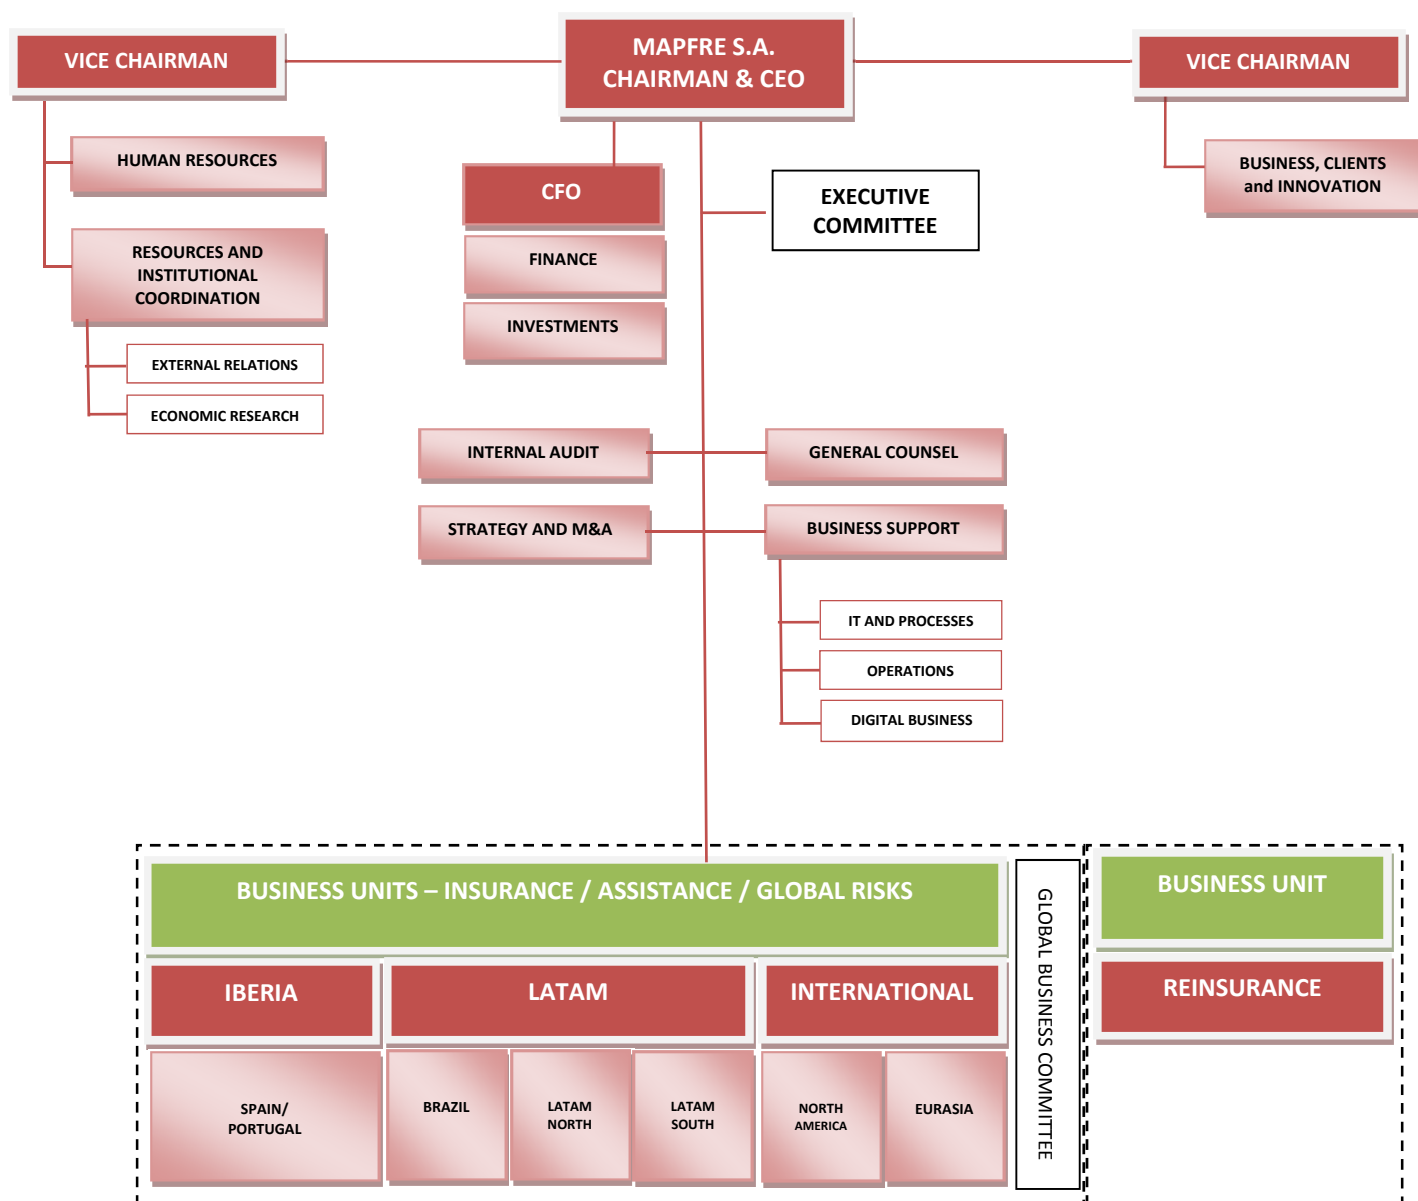 VICE CHAIRMAN
MAPFRE S.A.
CHAIRMAN & CEO
VICE CHAIRMAN
HUMAN RESOURCES
RESOURCES AND
INSTITUTIONAL
COORDINATION
EXTERNAL RELATIONS
ECONOMIC RESEARCH
CFO
FINANCE
INVESTMENTS
EXECUTIVE
COMMITTEE
BUSINESS, CLIENTS
and INNOVATION
INTERNAL AUDIT
GENERAL COUNSEL
STRATEGY AND M&A
BUSINESS SUPPORT
IT AND PROCESSES
OPERATIONS
DIGITAL BUSINESS
BUSINESS UNITS – INSURANCE / ASSISTANCE / GLOBAL RISKS
GLOBAL BUSINESS COMMITTEE
BUSINESS UNIT
IBERIA
LATAM
INTERNATIONAL
REINSURANCE
SPAIN/
PORTUGAL
BRAZIL
LATAM
NORTH
LATAM
SOUTH
NORTH
AMERICA
EURASIA